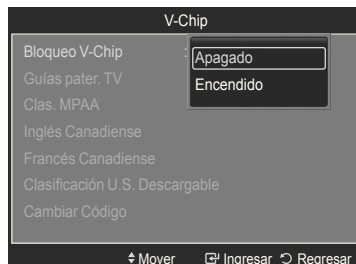 V-Chip
Bloqueo V-Chip : Apagado
Encendido
Guías pater. TV
Clas. MPAA
Inglés Canadiense
Francés Canadiense
Clasificación U.S. Descargable
Cambiar Código
Mover Ingresar Regresar